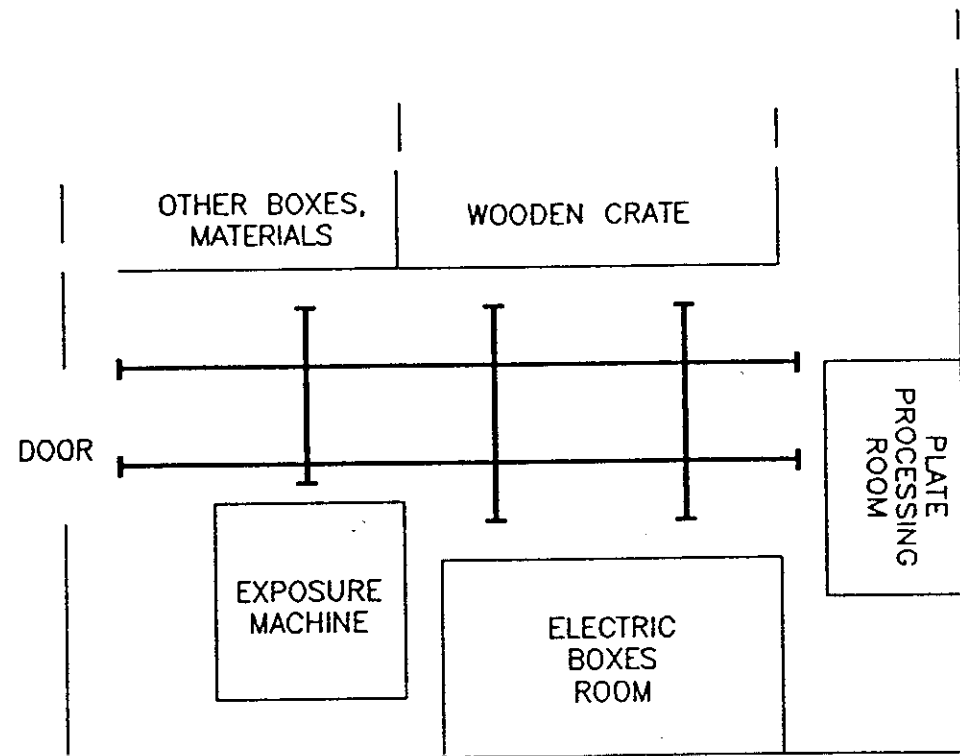 OTHER BOXES,
MATERIALS
WOODEN CRATE
DOOR
PLATE
PROCESSING
ROOM
EXPOSURE
MACHINE
ELECTRIC
BOXES
ROOM